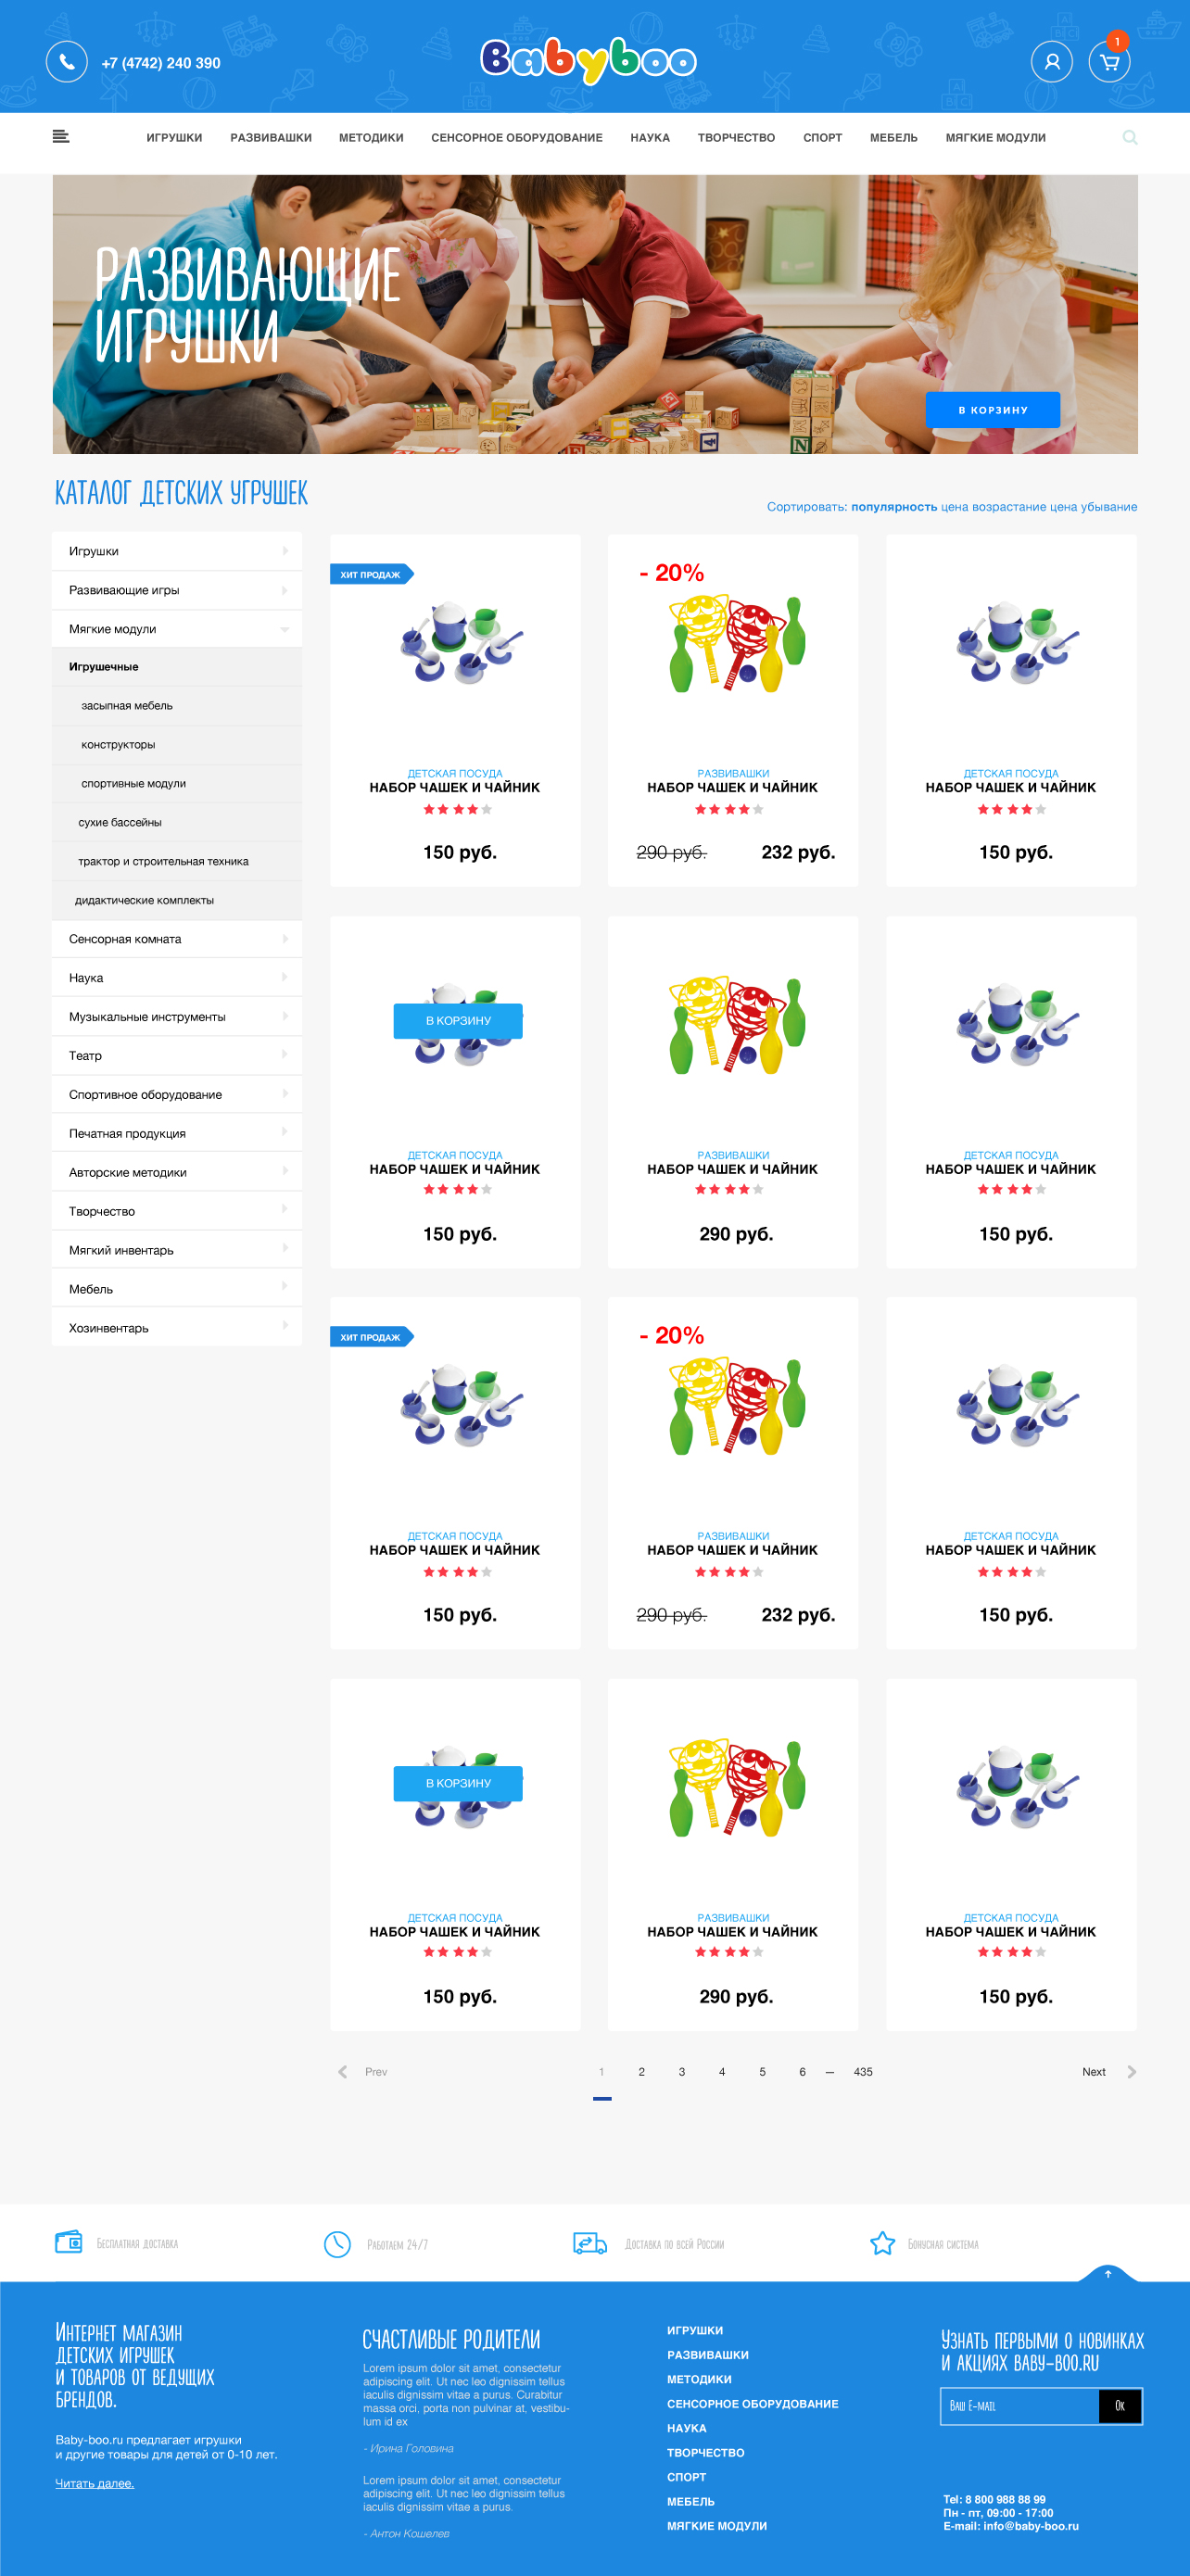 +7 (4742) 240 390
Babyboo
1
ИГРУШКИ РАЗВИВАШКИ МЕТОДИКИ СЕНСОРНОЕ ОБОРУДОВАНИЕ НАУКА ТВОРЧЕСТВО СПОРТ МЕБЕЛЬ МЯГКИЕ МОДУЛИ
РАЗВИВАЮЩИЕ
ИГРУШКИ
В КОРЗИНУ
КАТАЛОГ ДЕТСКИХ УГРУШЕК
Сортировать: популярность цена возрастание цена убывание
Игрушки
Развивающие игры
Мягкие модули
Игрушечные
засыпная мебель
конструкторы
спортивные модули
сухие бассейны
трактор и строительная техника
дидактические комплекты
Сенсорная комната
Наука
Музыкальные инструменты
Театр
Спортивное оборудование
Печатная продукция
Авторские методики
Творчество
Мягкий инвентарь
Мебель
Хозинвентарь
ХИТ ПРОДАЖ
- 20%
ДЕТСКАЯ ПОСУДА РАЗВИВАШКИ ДЕТСКАЯ ПОСУДА
НАБОР ЧАШЕК И ЧАЙНИК НАБОР ЧАШЕК И ЧАЙНИК НАБОР ЧАШЕК И ЧАЙНИК
150 руб. 290 руб. 232 руб. 150 руб.
В КОРЗИНУ
ДЕТСКАЯ ПОСУДА РАЗВИВАШКИ ДЕТСКАЯ ПОСУДА
НАБОР ЧАШЕК И ЧАЙНИК НАБОР ЧАШЕК И ЧАЙНИК НАБОР ЧАШЕК И ЧАЙНИК
150 руб. 290 руб. 150 руб.
ХИТ ПРОДАЖ
- 20%
ДЕТСКАЯ ПОСУДА РАЗВИВАШКИ ДЕТСКАЯ ПОСУДА
НАБОР ЧАШЕК И ЧАЙНИК НАБОР ЧАШЕК И ЧАЙНИК НАБОР ЧАШЕК И ЧАЙНИК
150 руб. 290 руб. 232 руб. 150 руб.
В КОРЗИНУ
ДЕТСКАЯ ПОСУДА РАЗВИВАШКИ ДЕТСКАЯ ПОСУДА
НАБОР ЧАШЕК И ЧАЙНИК НАБОР ЧАШЕК И ЧАЙНИК НАБОР ЧАШЕК И ЧАЙНИК
150 руб. 290 руб. 150 руб.
Prev 1 2 3 4 5 6 — 435 Next
Бесплатная доставка Работаем 24/7 Доставка по всей России Бонусная система
Интернет магазин
детских игрушек
и товаров от ведущих
брендов.
Baby-boo.ru предлагает игрушки
и другие товары для детей от 0-10 лет.
Читать далее.
СЧАСТЛИВЫЕ РОДИТЕЛИ
Lorem ipsum dolor sit amet, consectetur
adipiscing elit. Ut nec leo dignissim tellus
iaculis dignissim vitae a purus. Curabitur
massa orci, porta non pulvinar at, vestibu-
lum id ex
- Ирина Головина
Lorem ipsum dolor sit amet, consectetur
adipiscing elit. Ut nec leo dignissim tellus
iaculis dignissim vitae a purus.
- Антон Кошелев
ИГРУШКИ
РАЗВИВАШКИ
МЕТОДИКИ
СЕНСОРНОЕ ОБОРУДОВАНИЕ
НАУКА
ТВОРЧЕСТВО
СПОРТ
МЕБЕЛЬ
МЯГКИЕ МОДУЛИ
Узнать первыми о новинках
и акциях baby-boo.ru
Ваш E-mail Ок
Tel: 8 800 988 88 99
Пн - пт, 09:00 - 17:00
E-mail: info@baby-boo.ru